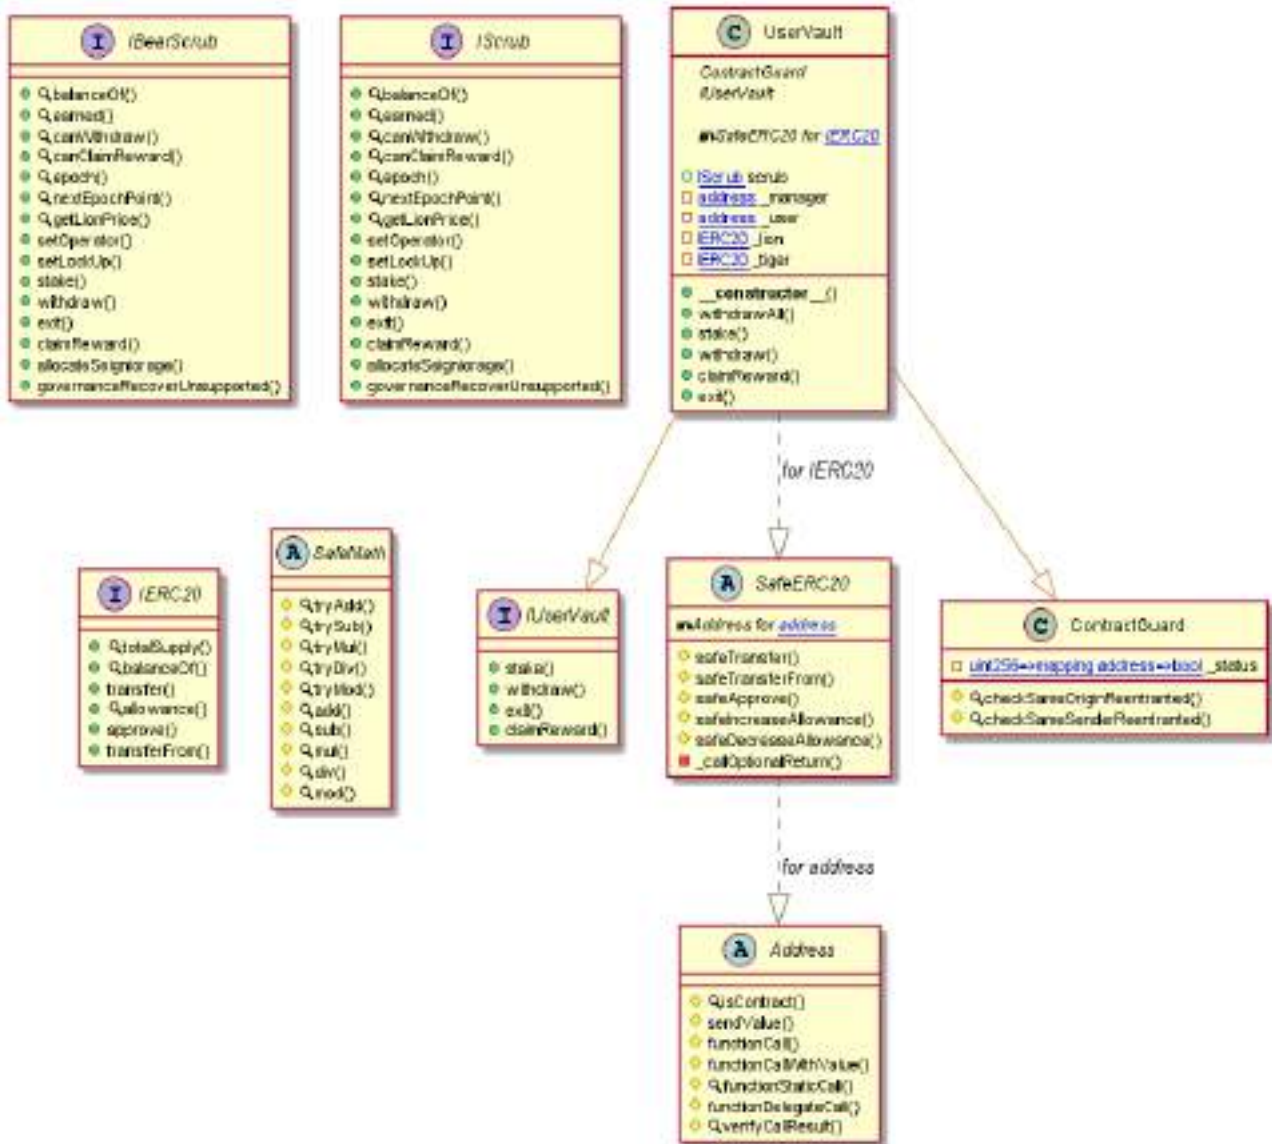 I IBearScrub
balanceOf()
earned()
canWithdraw()
canClaimReward()
epoch()
nextEpochPoint()
getLionPrice()
setOperator()
setLockUp()
stake()
withdraw()
exit()
claimReward()
allocateSeigniorage()
governanceRecoverUnsupported()
I IScrub
balanceOf()
earned()
canWithdraw()
canClaimReward()
epoch()
nextEpochPoint()
getLionPrice()
setOperator()
setLockUp()
stake()
withdraw()
exit()
claimReward()
allocateSeigniorage()
governanceRecoverUnsupported()
C UserVault
ContractGuard
IUserVault
SafeERC20 for IERC20
IScrub scrub
address _manager
address _user
IERC20 _lion
IERC20 _tiger
__constructor__()
withdrawAll()
stake()
withdraw()
claimReward()
exit()
for IERC20
I IERC20
totalSupply()
balanceOf()
transfer()
allowance()
approve()
transferFrom()
A SafeMath
tryAdd()
trySub()
tryMul()
tryDiv()
tryMod()
add()
sub()
mul()
div()
mod()
I IUserVault
stake()
withdraw()
exit()
claimReward()
A SafeERC20
Address for address
safeTransfer()
safeTransferFrom()
safeApprove()
safeIncreaseAllowance()
safeDecreaseAllowance()
_callOptionalReturn()
C ContractGuard
uint256=>mapping address=>bool _status
checkSameOriginReentranted()
checkSameSenderReentranted()
for address
A Address
isContract()
sendValue()
functionCall()
functionCallWithValue()
functionStaticCall()
functionDelegateCall()
verifyCallResult()